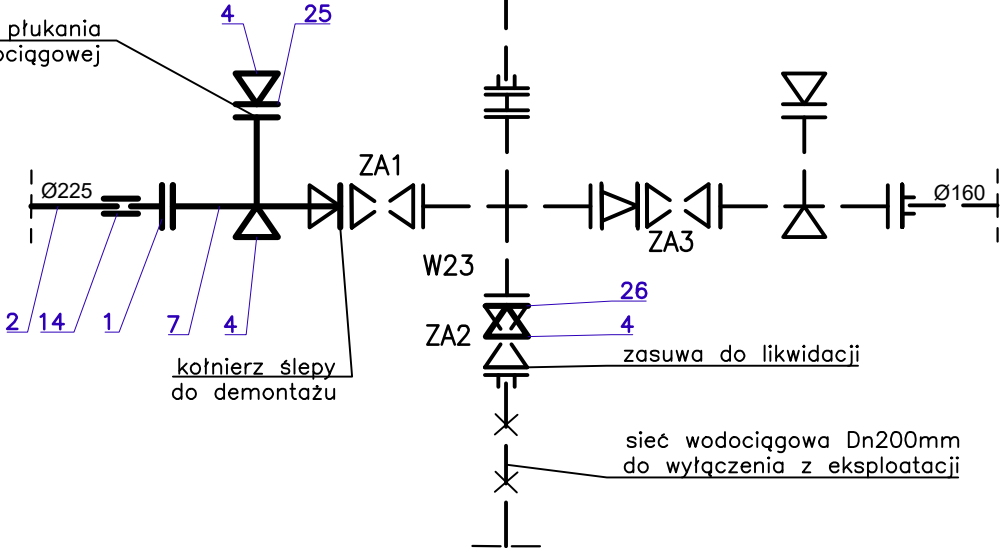 4 25
płukania
ociągowej
ZA1
Ø225
Ø160
ZA3
W23
26
2 14 1 7 4
ZA2
4
kołnierz ślepy
do demontażu
zasuwa do likwidacji
sieć wodociągowa Dn200mm
do wyłączenia z eksploatacji